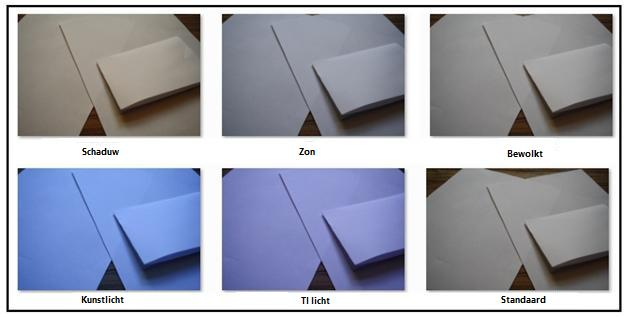 Schaduw
Zon
Bewolkt
Kunstlicht
Tl licht
Standaard